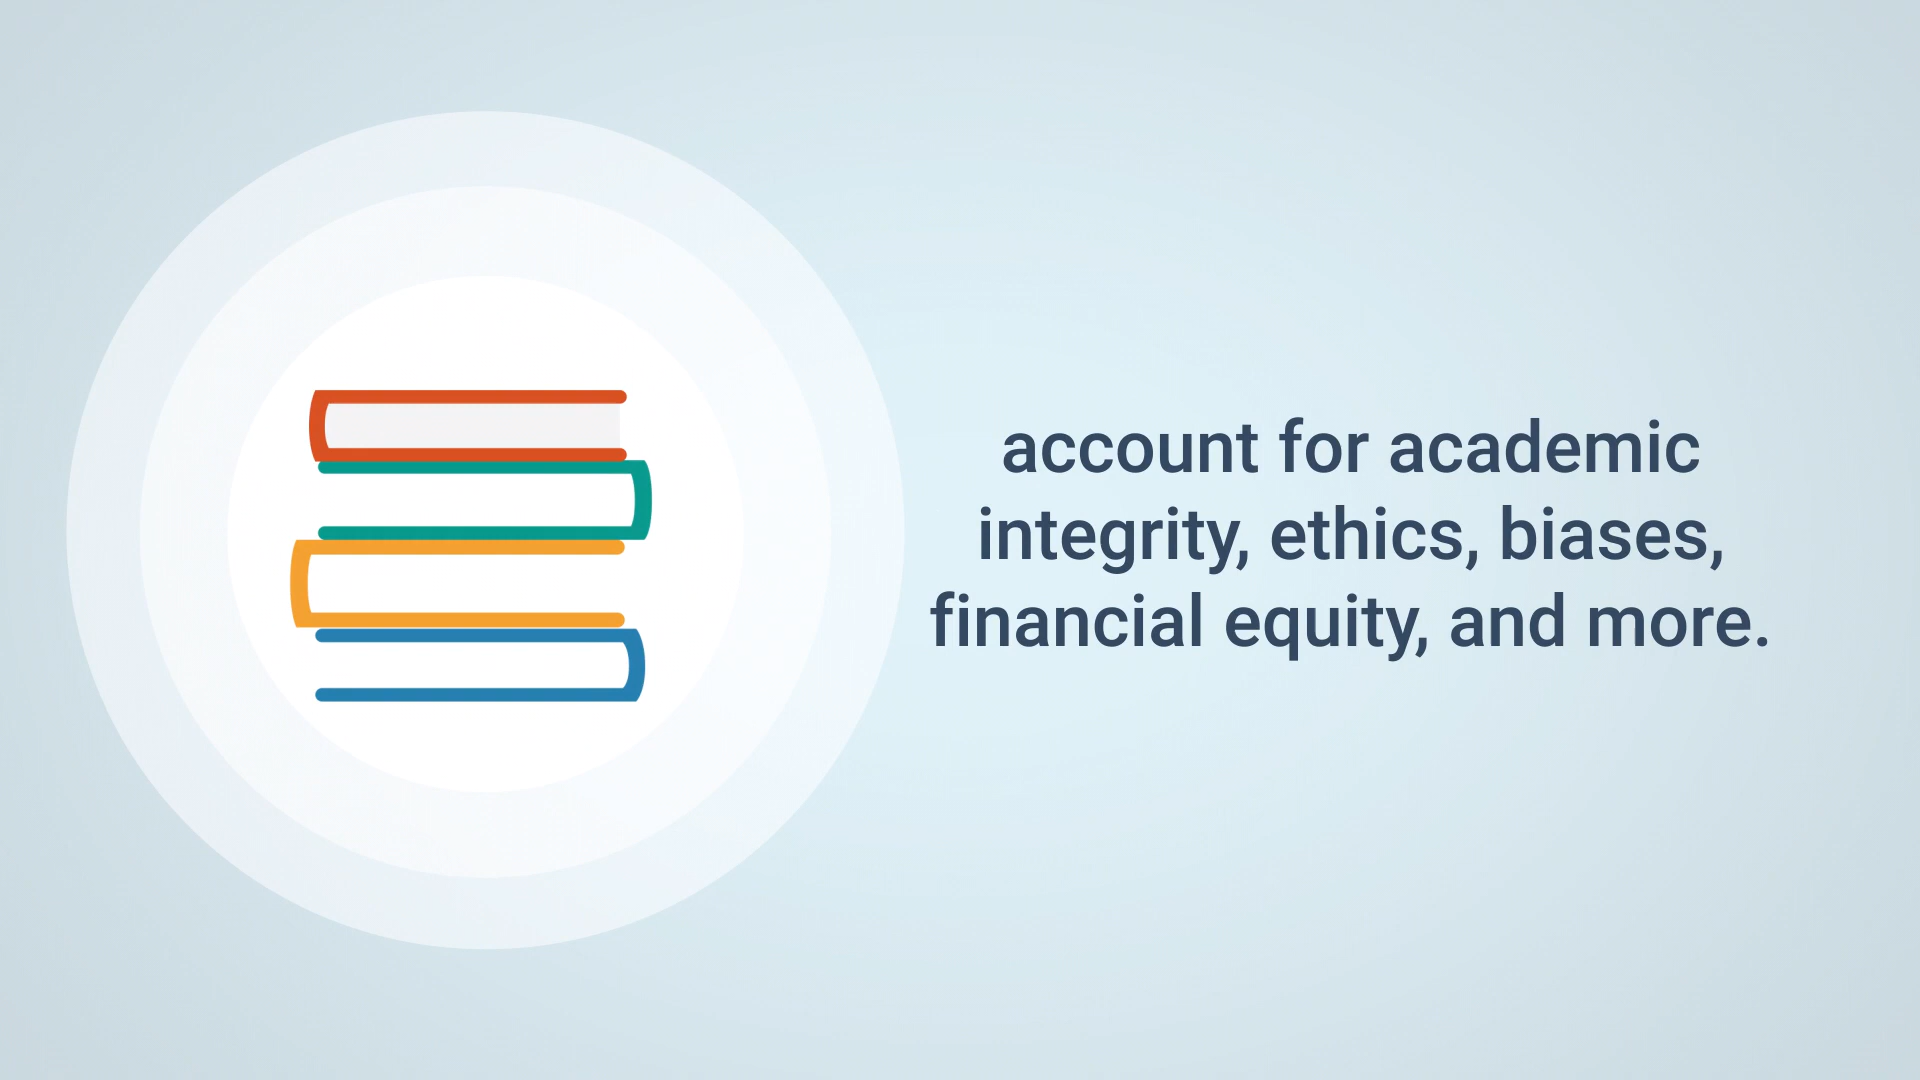 account for academic
integrity, ethics, biases,
financial equity, and more.